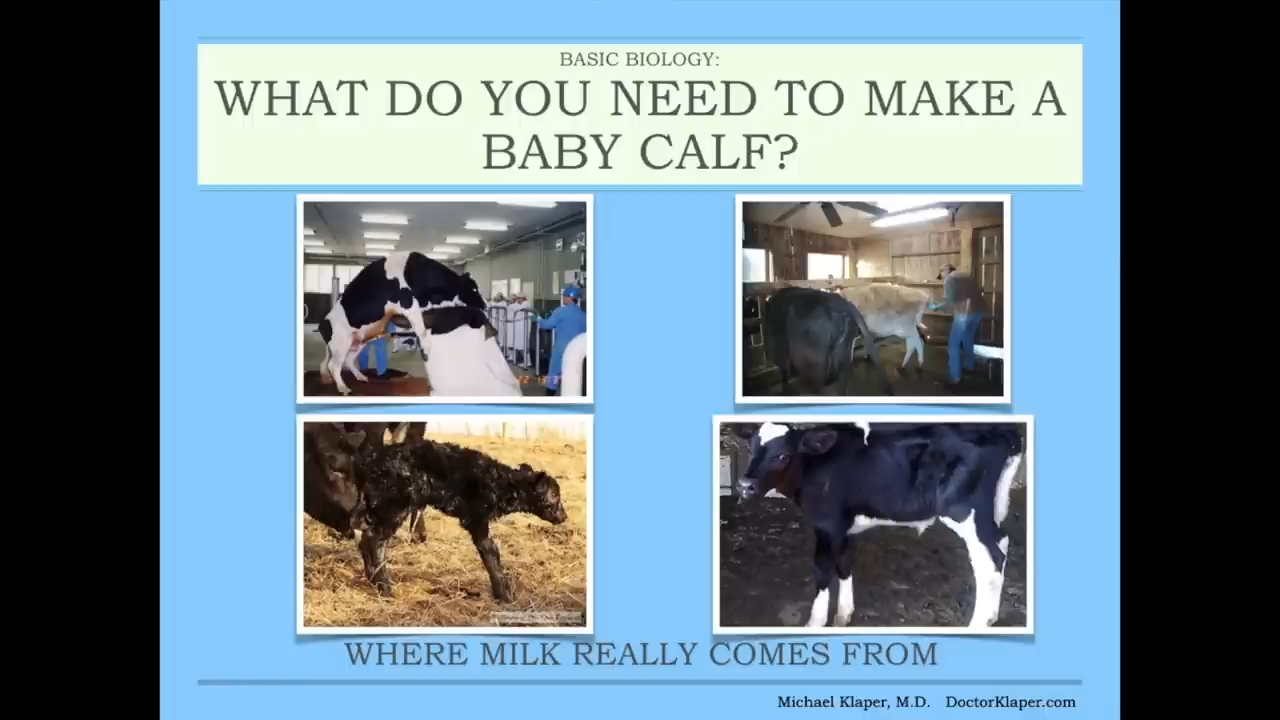 BASIC BIOLOGY:
WHAT DO YOU NEED TO MAKE A
BABY CALF?
WHERE MILK REALLY COMES FROM
Michael Klaper, M.D. DoctorKlaper.com